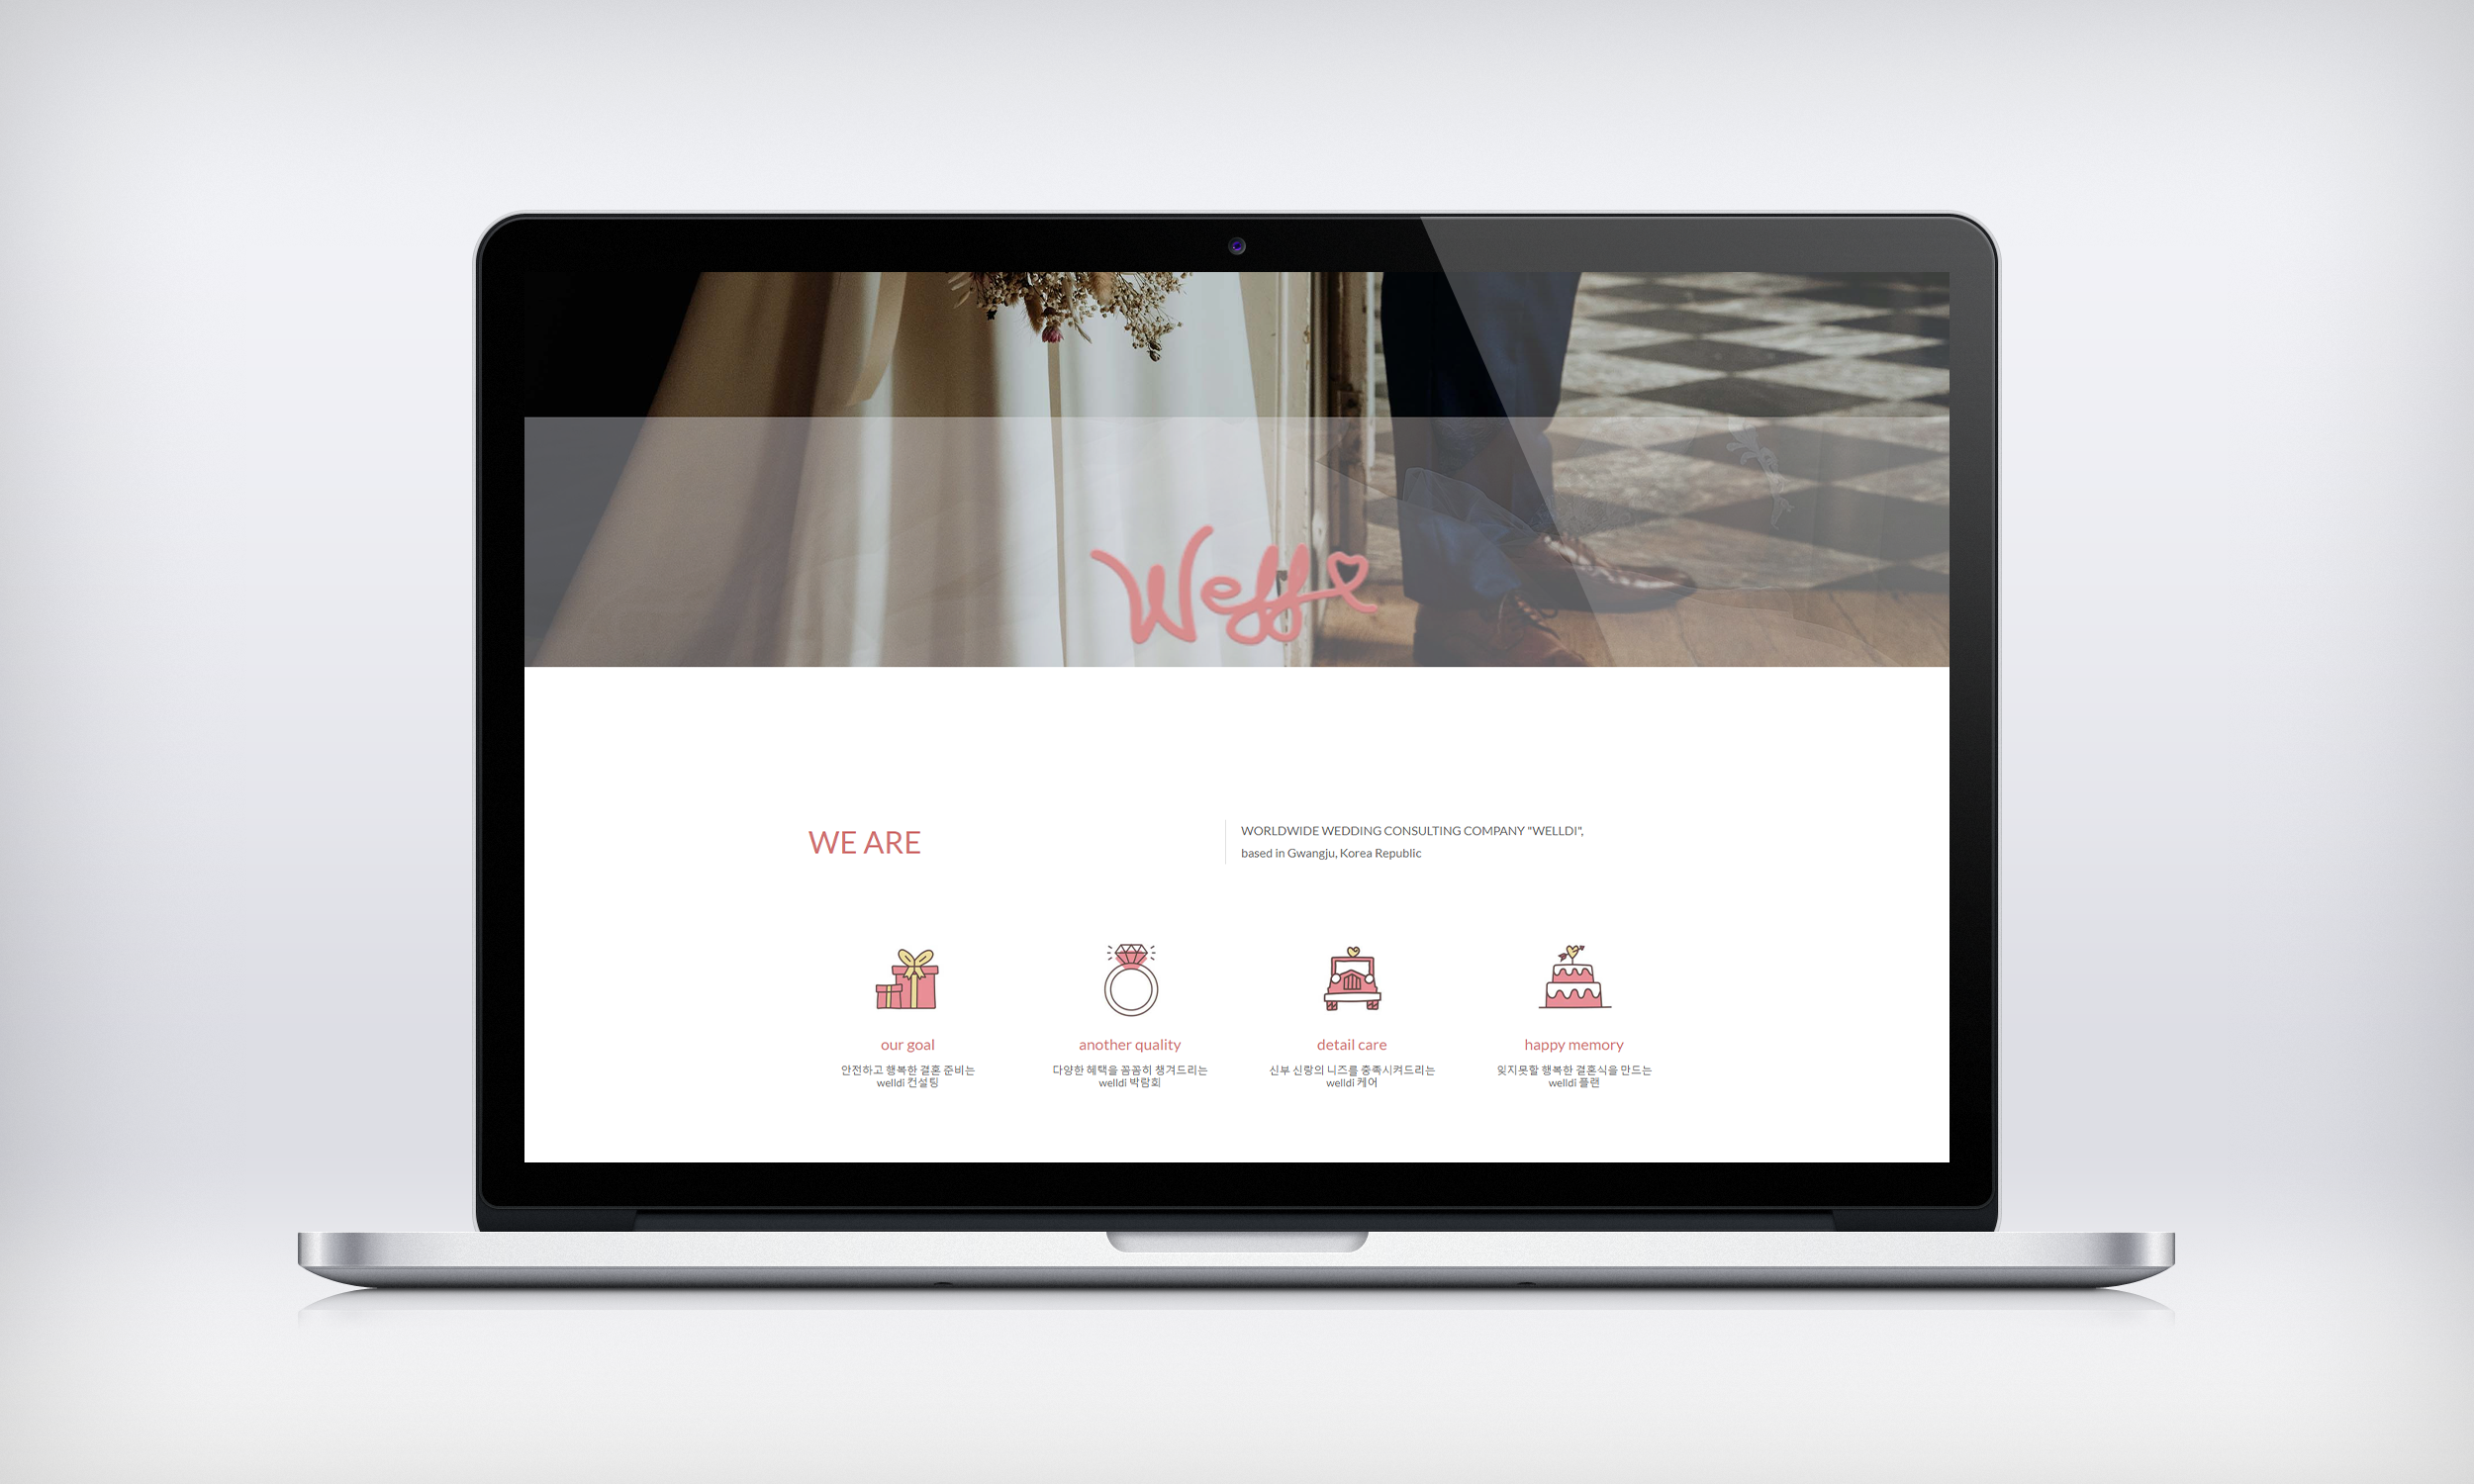 Weff
WE ARE
WORLDWIDE WEDDING CONSULTING COMPANY "WELLDI",
based in Gwangju, Korea Republic
our goal
안전하고 행복한 결혼 준비는
welldi 컨설팅
another quality
다양한 혜택을 꼼꼼히 챙겨드리는
welldi 박람회
detail care
신부 신랑의 니즈를 충족시켜드리는
welldi 케어
happy memory
잊지못할 행복한 결혼식을 만드는
welldi 플랜